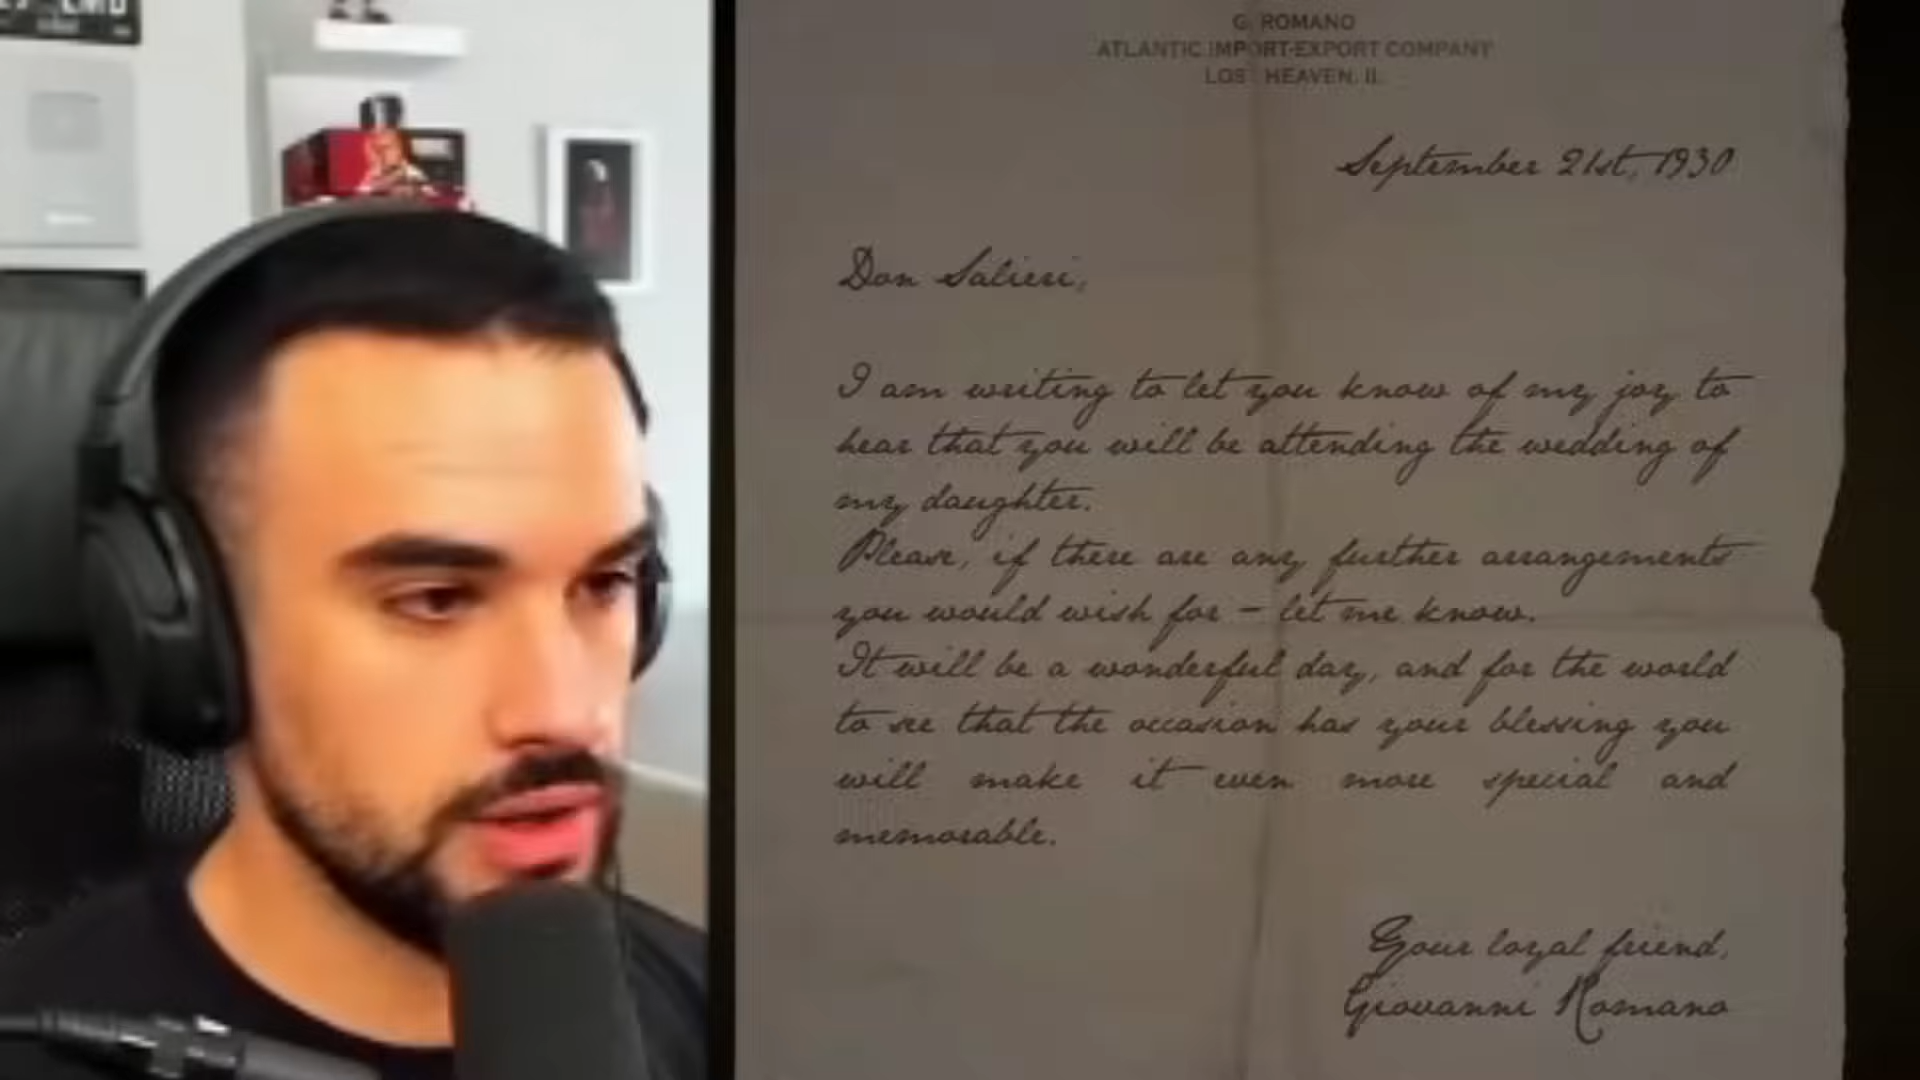 G. ROMANO
ATLANTIC IMPORT-EXPORT COMPANY
LOST HEAVEN, IL
September 21st, 1930
Don Salieri,
I am writing to let you know of my joy to
hear that you will be attending the wedding of
my daughter.
Please, if there are any further arrangements
you would wish for – let me know.
It will be a wonderful day, and for the world
to see that the occasion has your blessing you
will make it even more special and
memorable.
Your loyal friend,
Giovanni Romano